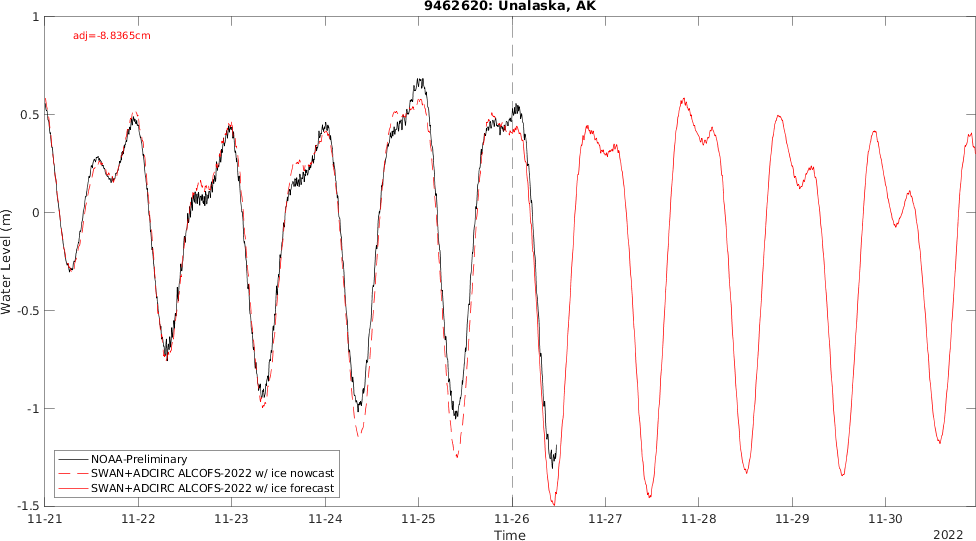 9462620: Unalaska, AK
adj=-8.8365cm
Water Level (m)
1
0.5
0
-0.5
-1
-1.5
NOAA-Preliminary
SWAN+ADCIRC ALCOFS-2022 w/ ice nowcast
SWAN+ADCIRC ALCOFS-2022 w/ ice forecast
11-21 11-22 11-23 11-24 11-25 11-26 11-27 11-28 11-29 11-30
Time
2022